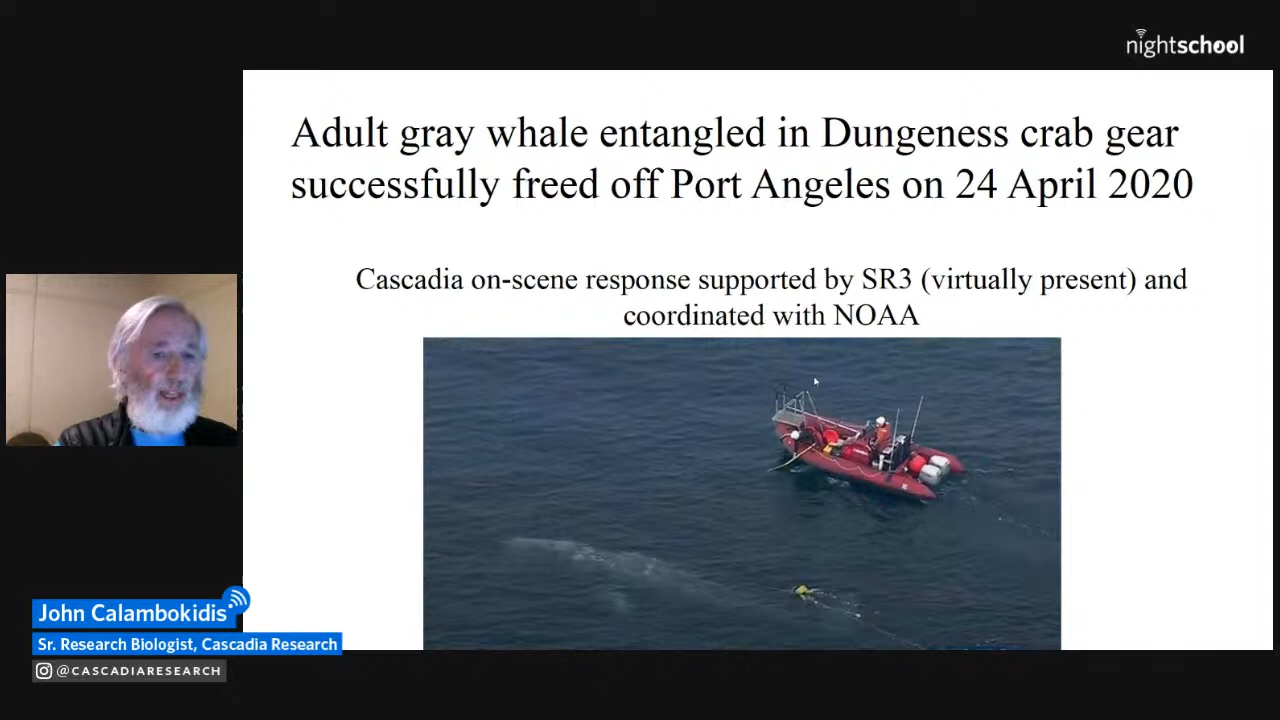 nightschool
Adult gray whale entangled in Dungeness crab gear
successfully freed off Port Angeles on 24 April 2020
Cascadia on-scene response supported by SR3 (virtually present) and
coordinated with NOAA
John Calambokidis
Sr. Research Biologist, Cascadia Research
@CASCADIARESEARCH